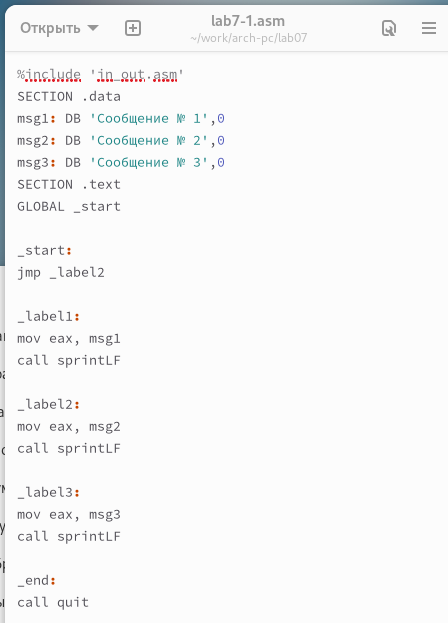 Открыть
lab7-1.asm
~/work/arch-pc/lab07
%include 'in_out.asm'
SECTION .data
msg1: DB 'Сообщение № 1',0
msg2: DB 'Сообщение № 2',0
msg3: DB 'Сообщение № 3',0
SECTION .text
GLOBAL _start
_start:
jmp _label2
_label1:
mov eax, msg1
call sprintLF
_label2:
mov eax, msg2
call sprintLF
_label3:
mov eax, msg3
call sprintLF
_end:
call quit